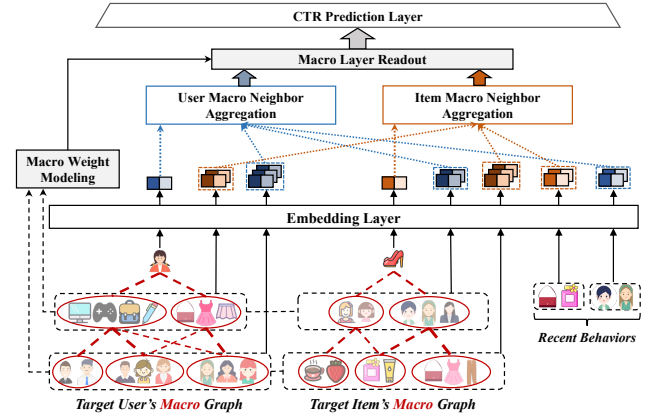 CTR Prediction Layer
Macro Layer Readout
User Macro Neighbor
Aggregation
Item Macro Neighbor
Aggregation
Macro Weight
Modeling
Embedding Layer
Recent Behaviors
Target User's Macro Graph
Target Item's Macro Graph